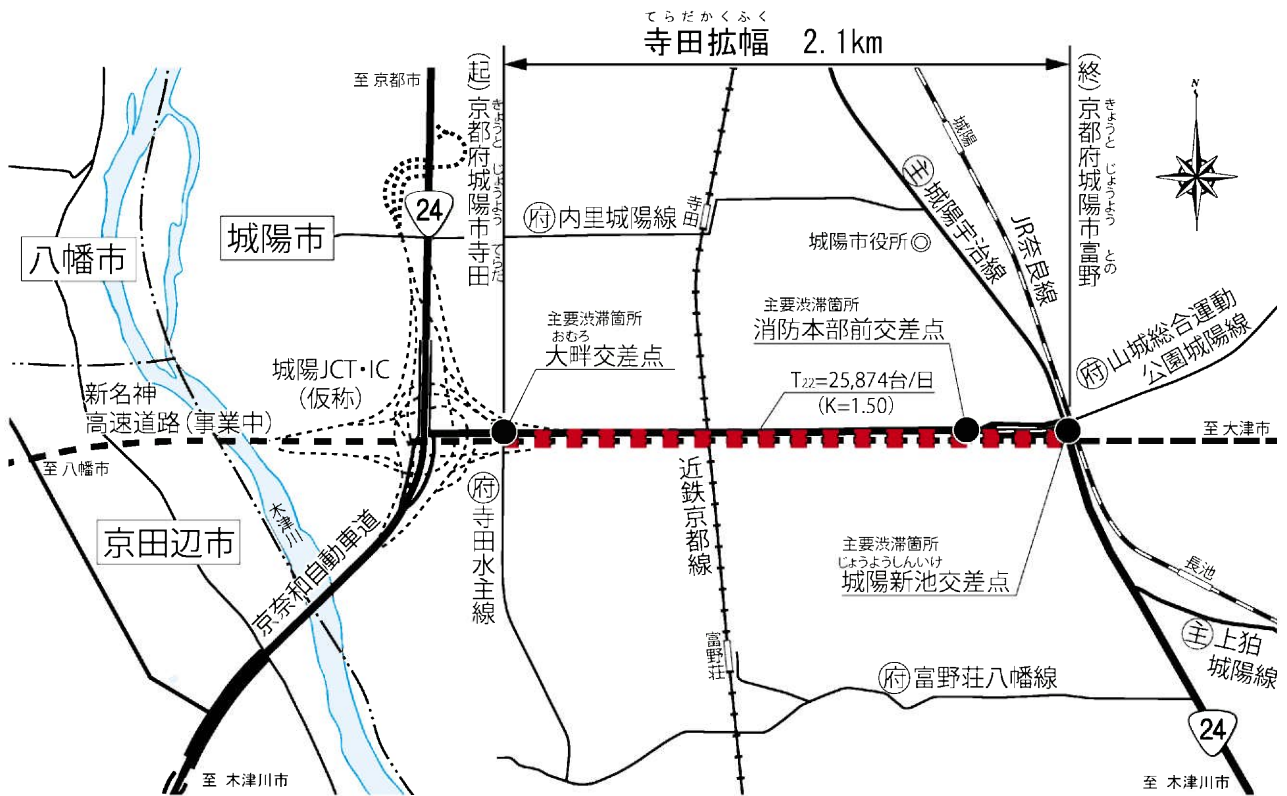 てらだかくふく
寺田拡幅 2.1km
至 京都市
(起)京都府城陽市寺田
きょうと じょうよう てらだ
(終)京都府城陽市富野
きょうと じょうよう との
24
城陽
主 城陽宇治線
JR奈良線
府 内里城陽線
寺田
城陽市
八幡市
城陽市役所◎
主要渋滞箇所
おむろ
大畔交差点
主要渋滞箇所
消防本部前交差点
府 山城総合運動
公園城陽線
城陽JCT・IC
(仮称)
T22=25,874台/日
(K=1.50)
新名神
高速道路(事業中)
至 大津市
至 八幡市
木津川
府 寺田水主線
近鉄京都線
京田辺市
京奈和自動車道
主要渋滞箇所
じょうようしんいけ
城陽新池交差点
長池
富野荘
主 上狛
城陽線
府 富野荘八幡線
24
至 木津川市
至 木津川市